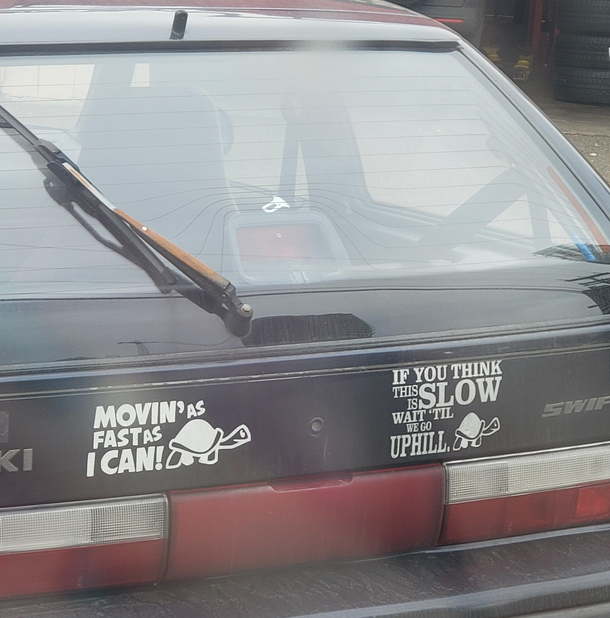 MOVIN' AS
FAST AS
I CAN!
IF YOU THINK
THIS IS SLOW
WAIT 'TIL
WE GO
UPHILL.
KI
SWIF